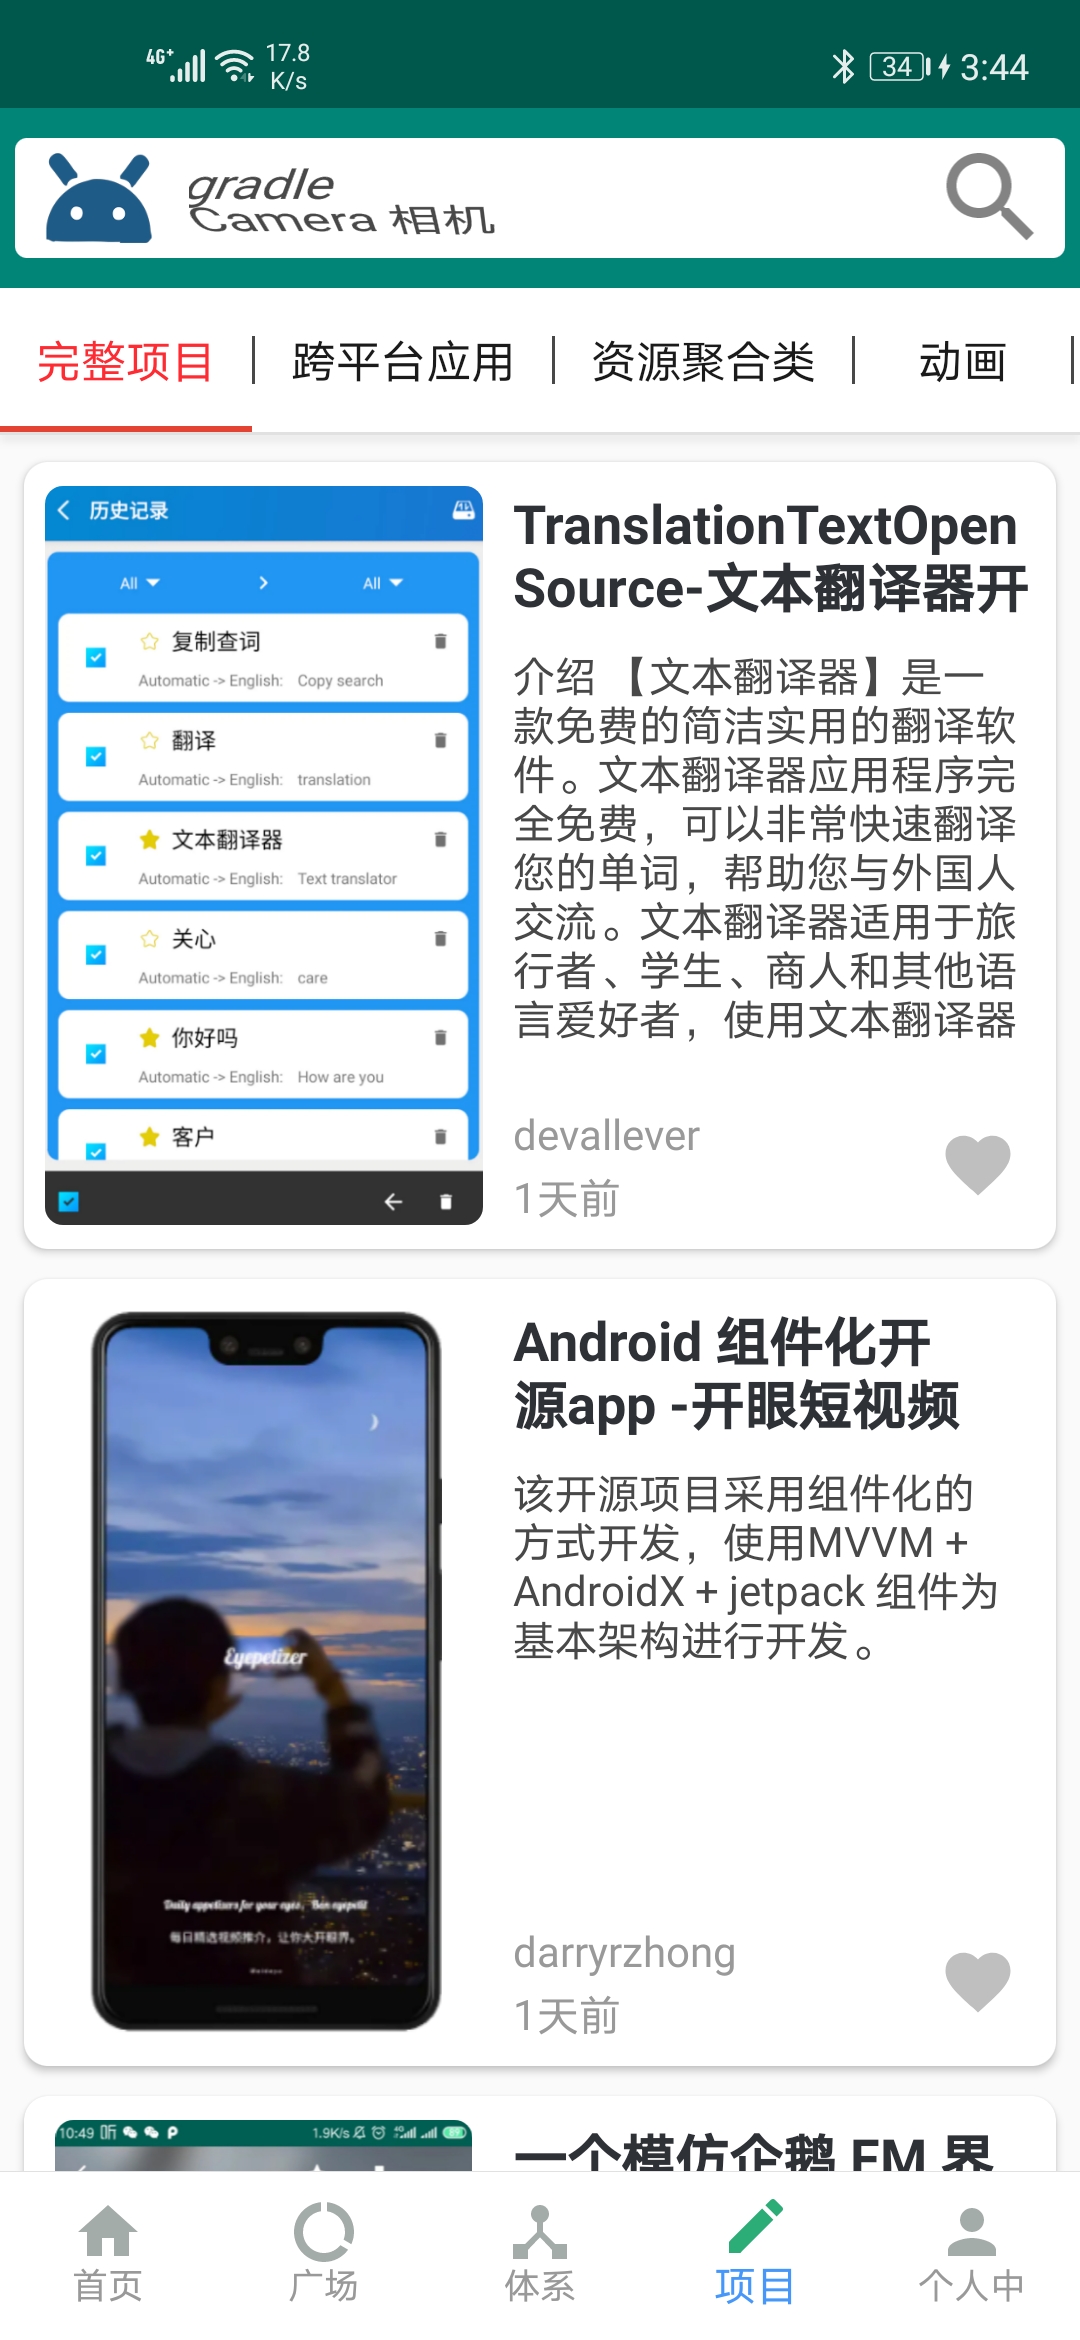 4G+ 17.8 K/s 34 3:44
gradle
Camera 相机
完整项目 跨平台应用 资源聚合类 动画
历史记录
All All
复制查词
Automatic -> English: Copy search
翻译
Automatic -> English: translation
文本翻译器
Automatic -> English: Text translator
关心
Automatic -> English: care
你好吗
Automatic -> English: How are you
客户
TranslationTextOpen
Source-文本翻译器开
介绍 【文本翻译器】是一
款免费的简洁实用的翻译软
件。文本翻译器应用程序完
全免费，可以非常快速翻译
您的单词，帮助您与外国人
交流。文本翻译器适用于旅
行者、学生、商人和其他语
言爱好者，使用文本翻译器
devallever
1天前
Eyepetizer
Daily appetizers for your eyes, Bon eyepetit
每日精选视频推介，让你大开眼界。
Android 组件化开
源app -开眼短视频
该开源项目采用组件化的
方式开发，使用MVVM +
AndroidX + jetpack 组件为
基本架构进行开发。
darryrzhong
1天前
10:49 1.9K/s
一个模仿企鹅 FM 界
首页 广场 体系 项目 个人中